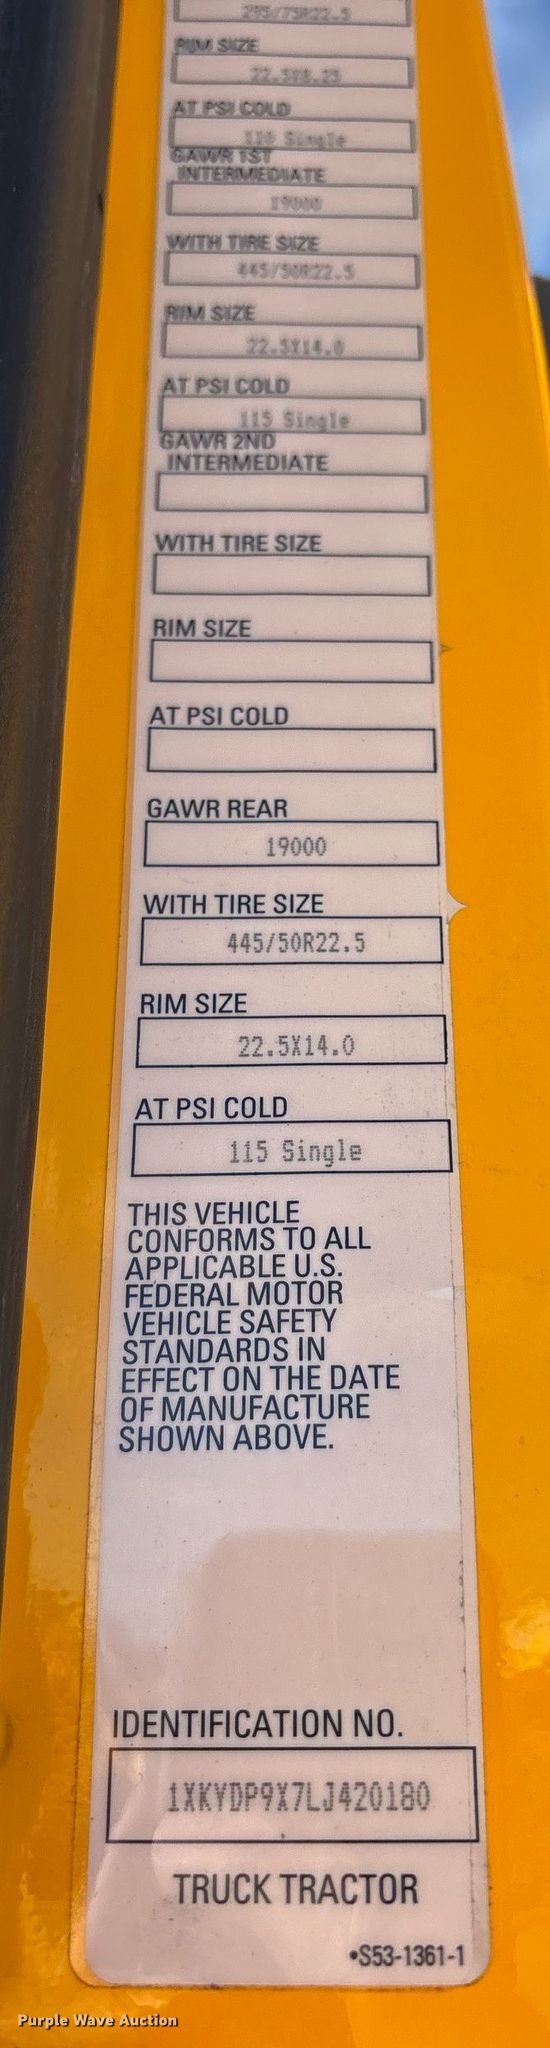 295/75R22.5
RIM SIZE
22.5X8.25
AT PSI COLD
110 Single
GAWR 1ST
INTERMEDIATE
19000
WITH TIRE SIZE
445/50R22.5
RIM SIZE
22.5X14.0
AT PSI COLD
115 Single
GAWR 2ND
INTERMEDIATE
WITH TIRE SIZE
RIM SIZE
AT PSI COLD
GAWR REAR
19000
WITH TIRE SIZE
445/50R22.5
RIM SIZE
22.5X14.0
AT PSI COLD
115 Single
THIS VEHICLE
CONFORMS TO ALL
APPLICABLE U.S.
FEDERAL MOTOR
VEHICLE SAFETY
STANDARDS IN
EFFECT ON THE DATE
OF MANUFACTURE
SHOWN ABOVE.
IDENTIFICATION NO.
1XKYDP9X7LJ420180
TRUCK TRACTOR
•S53-1361-1
Purple Wave Auction